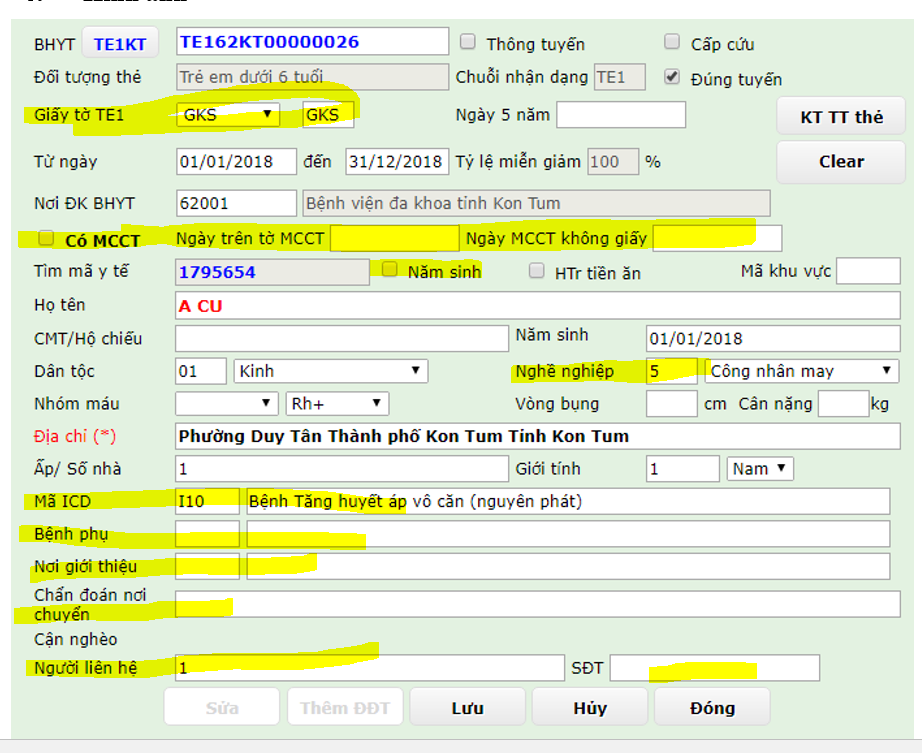 BHYT TE1KT TE162KT00000026 Thông tuyến Cấp cứu
Đối tượng thẻ Trẻ em dưới 6 tuổi Chuỗi nhận dạng TE1 Đúng tuyến
Giấy tờ TE1 GKS GKS Ngày 5 năm KT TT thẻ
Từ ngày 01/01/2018 đến 31/12/2018 Tỷ lệ miễn giảm 100 % Clear
Nơi ĐK BHYT 62001 Bệnh viện đa khoa tỉnh Kon Tum
Có MCCT Ngày trên tờ MCCT Ngày MCCT không giấy
Tìm mã y tế 1795654 Năm sinh HTr tiền ăn Mã khu vực
Họ tên A CU
CMT/Hộ chiếu Năm sinh 01/01/2018
Dân tộc 01 Kinh Nghề nghiệp 5 Công nhân may
Nhóm máu Rh+ Vòng bụng cm Cân nặng kg
Địa chỉ (*) Phường Duy Tân Thành phố Kon Tum Tỉnh Kon Tum
Ấp/ Số nhà 1 Giới tính 1 Nam
Mã ICD I10 Bệnh Tăng huyết áp vô căn (nguyên phát)
Bệnh phụ
Nơi giới thiệu
Chẩn đoán nơi
chuyển
Cận nghèo
Người liên hệ 1 SĐT
Sửa Thêm ĐĐT Lưu Hủy Đóng